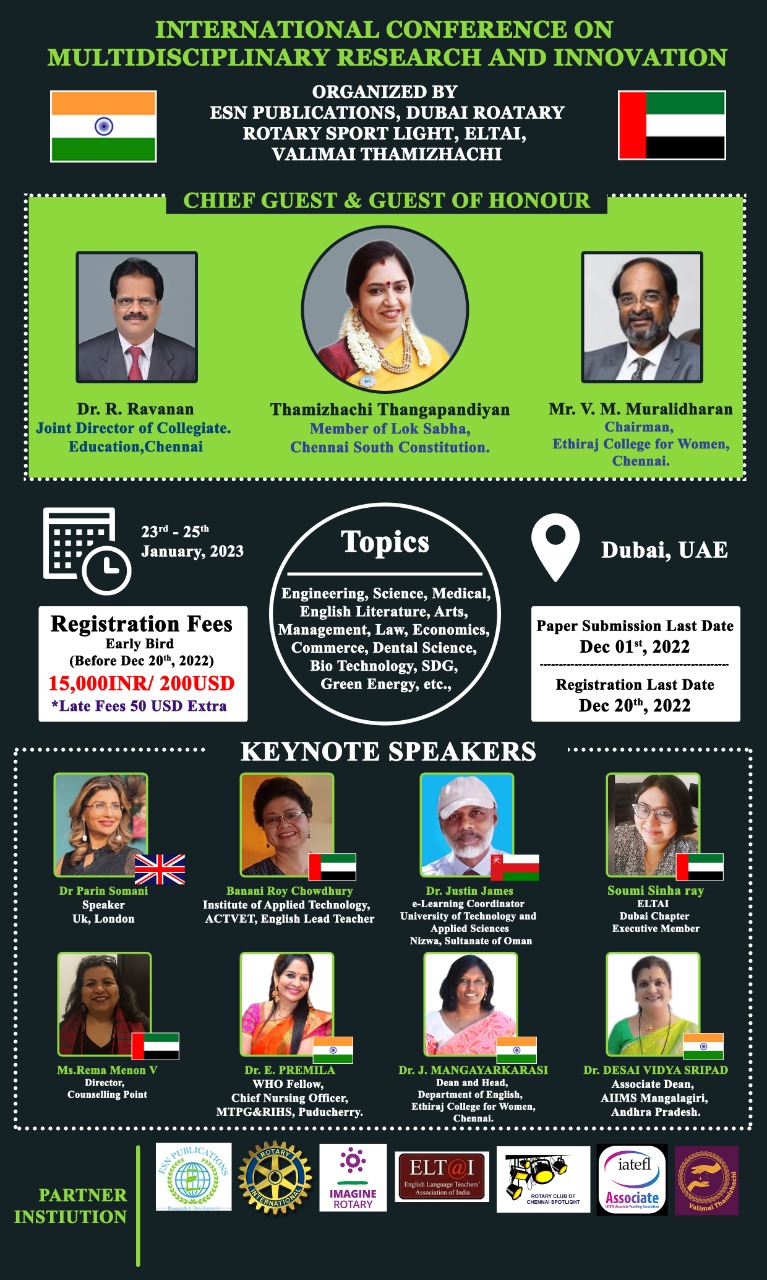 INTERNATIONAL CONFERENCE ON
MULTIDISCIPLINARY RESEARCH AND INNOVATION
ORGANIZED BY
ESN PUBLICATIONS, DUBAI ROATARY
ROTARY SPORT LIGHT, ELTAI,
VALIMAI THAMIZHACHI
CHIEF GUEST & GUEST OF HONOUR
Dr. R. Ravanan
Joint Director of Collegiate.
Education,Chennai
Thamizhachi Thangapandiyan
Member of Lok Sabha,
Chennai South Constitution.
Mr. V. M. Muralidharan
Chairman,
Ethiraj College for Women,
Chennai.
23rd - 25th
January, 2023
Topics
Engineering, Science, Medical,
English Literature, Arts,
Management, Law, Economics,
Commerce, Dental Science,
Bio Technology, SDG,
Green Energy, etc.,
Dubai, UAE
Registration Fees
Early Bird
(Before Dec 20th, 2022)
15,000INR/ 200USD
*Late Fees 50 USD Extra
Paper Submission Last Date
Dec 01st, 2022
Registration Last Date
Dec 20th, 2022
KEYNOTE SPEAKERS
Dr Parin Somani
Speaker
Uk, London
Banani Roy Chowdhury
Institute of Applied Technology,
ACTVET, English Lead Teacher
Dr. Justin James
e-Learning Coordinator
University of Technology and
Applied Sciences
Nizwa, Sultanate of Oman
Soumi Sinha ray
ELTAI
Dubai Chapter
Executive Member
Ms.Rema Menon V
Director,
Counselling Point
Dr. E. PREMILA
WHO Fellow,
Chief Nursing Officer,
MTPG&RIHS, Puducherry.
Dr. J. MANGAYARKARASI
Dean and Head,
Department of English,
Ethiraj College for Women,
Chennai.
Dr. DESAI VIDYA SRIPAD
Associate Dean,
AIIMS Mangalagiri,
Andhra Pradesh.
PARTNER
INSTIUTION
ESN PUBLICATIONS
Research & Development
ROTARY
INTERNATIONAL
IMAGINE
ROTARY
ELT@I
English Language Teachers'
Association of India
ROTARY CLUB OF
CHENNAI SPOTLIGHT
iatefl
Associate
Valimai Thamizhachi